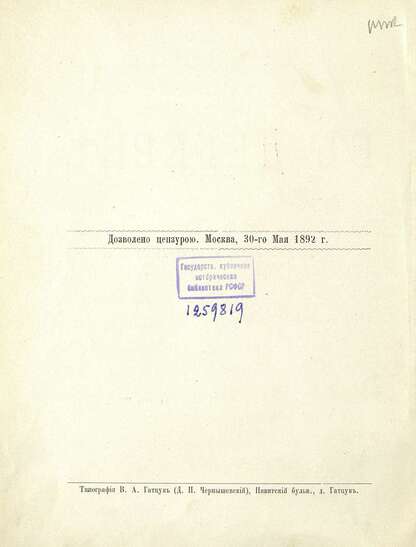 Дозволено цензурою. Москва, 30-го Мая 1892 г.
Государств. публичная
историческая
библиотека РСФСР
1259819
Типографія В. А. Гатцукъ (Д. П. Чернышевскій), Никитскій бульв., д. Гатцукъ.